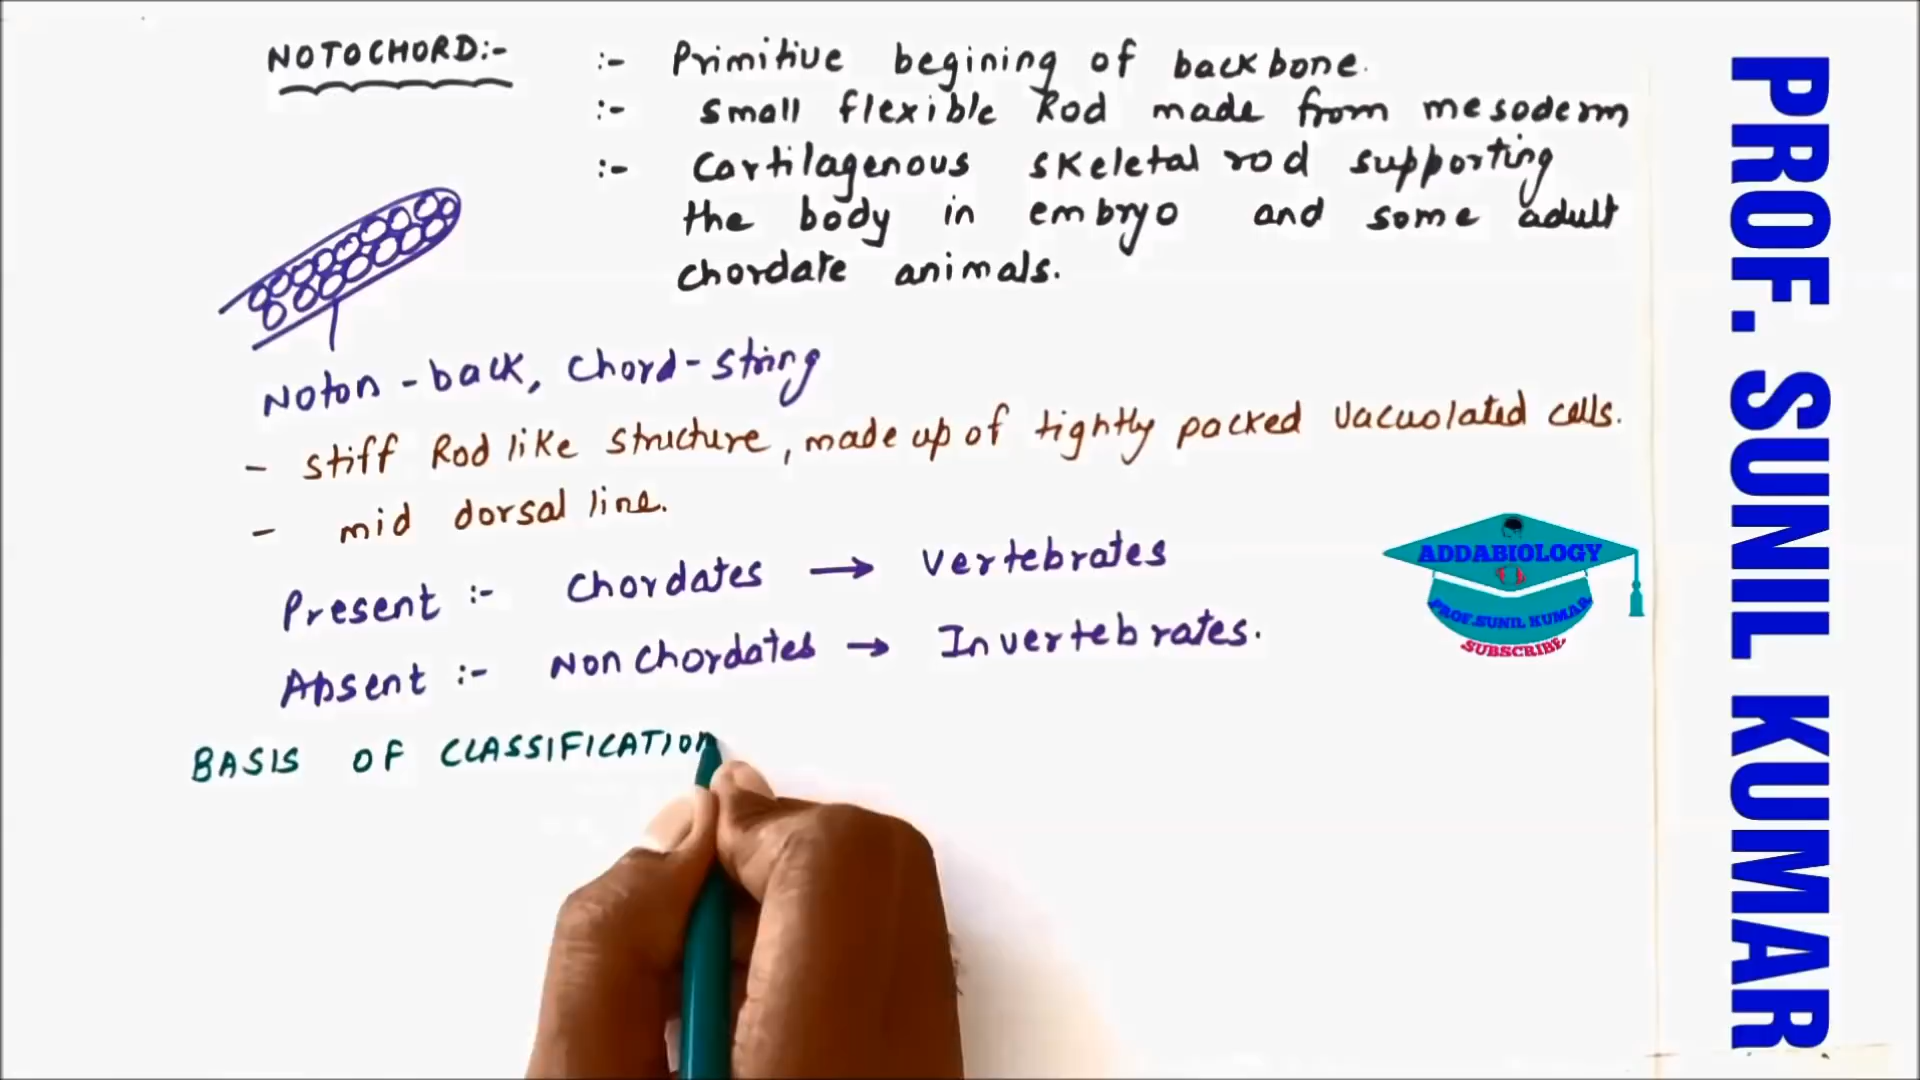 NOTOCHORD:-
:- Primitive begining of backbone.
:- small flexible Rod made from mesoderm
:- Cartilagenous skeletal rod supporting
the body in embryo and some adult
chordate animals.
Noton - back, Chord - string
- stiff Rod like structure, made up of tightly packed vacuolated cells.
- mid dorsal line.
Present :- Chordates → Vertebrates
Absent :- Non Chordates → Invertebrates.
BASIS OF CLASSIFICATION
ADDABIOLOGY
PROF.SUNIL KUMAR
SUBSCRIBE
PROF. SUNIL KUMAR